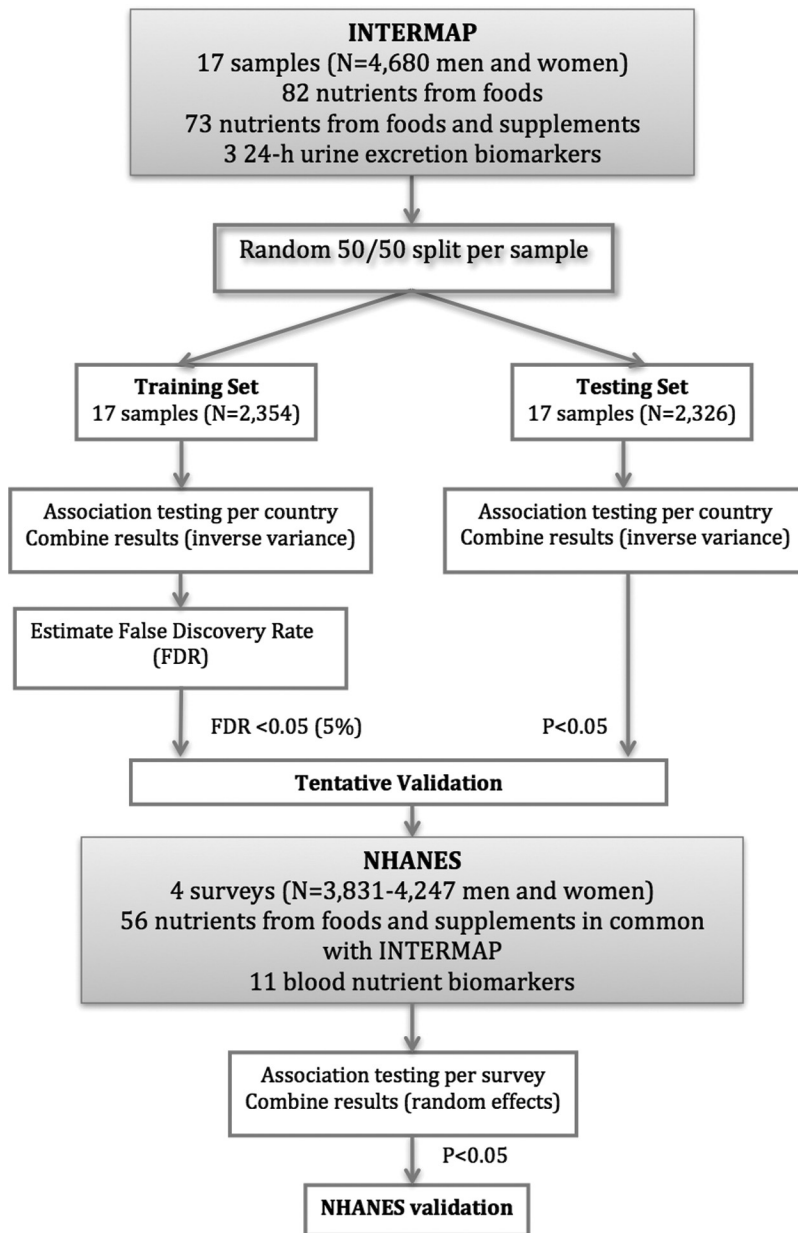 INTERMAP
17 samples (N=4,680 men and women)
82 nutrients from foods
73 nutrients from foods and supplements
3 24-h urine excretion biomarkers
Random 50/50 split per sample
Training Set
17 samples (N=2,354)
Testing Set
17 samples (N=2,326)
Association testing per country
Combine results (inverse variance)
Association testing per country
Combine results (inverse variance)
Estimate False Discovery Rate
(FDR)
FDR <0.05 (5%)
P<0.05
Tentative Validation
NHANES
4 surveys (N=3,831-4,247 men and women)
56 nutrients from foods and supplements in common
with INTERMAP
11 blood nutrient biomarkers
Association testing per survey
Combine results (random effects)
P<0.05
NHANES validation